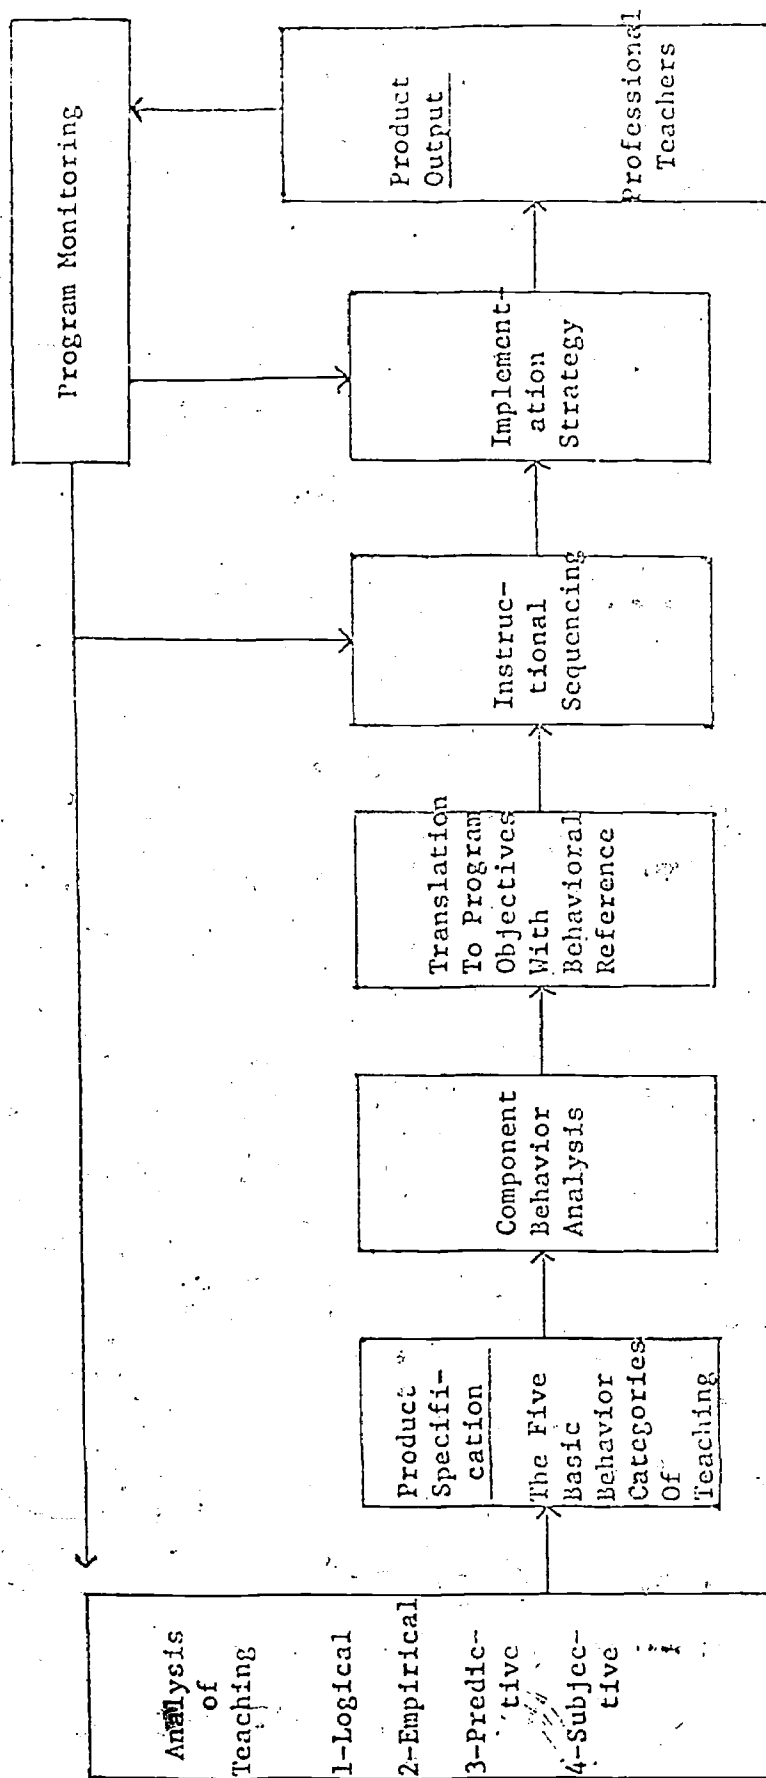 Program Monitoring
Analysis
of
Teaching
1-Logical
2-Empirical
3-Predic-
tive
4-Subjec-
tive
Product
Specifi-
cation
The Five
Basic
Behavior
Categories
Of
Teaching
Component
Behavior
Analysis
Translation
To Program
Objectives
With
Behavioral
Reference
Instruc-
tional
Sequencing
Implement-
ation
Strategy
Product
Output
Professional
Teachers